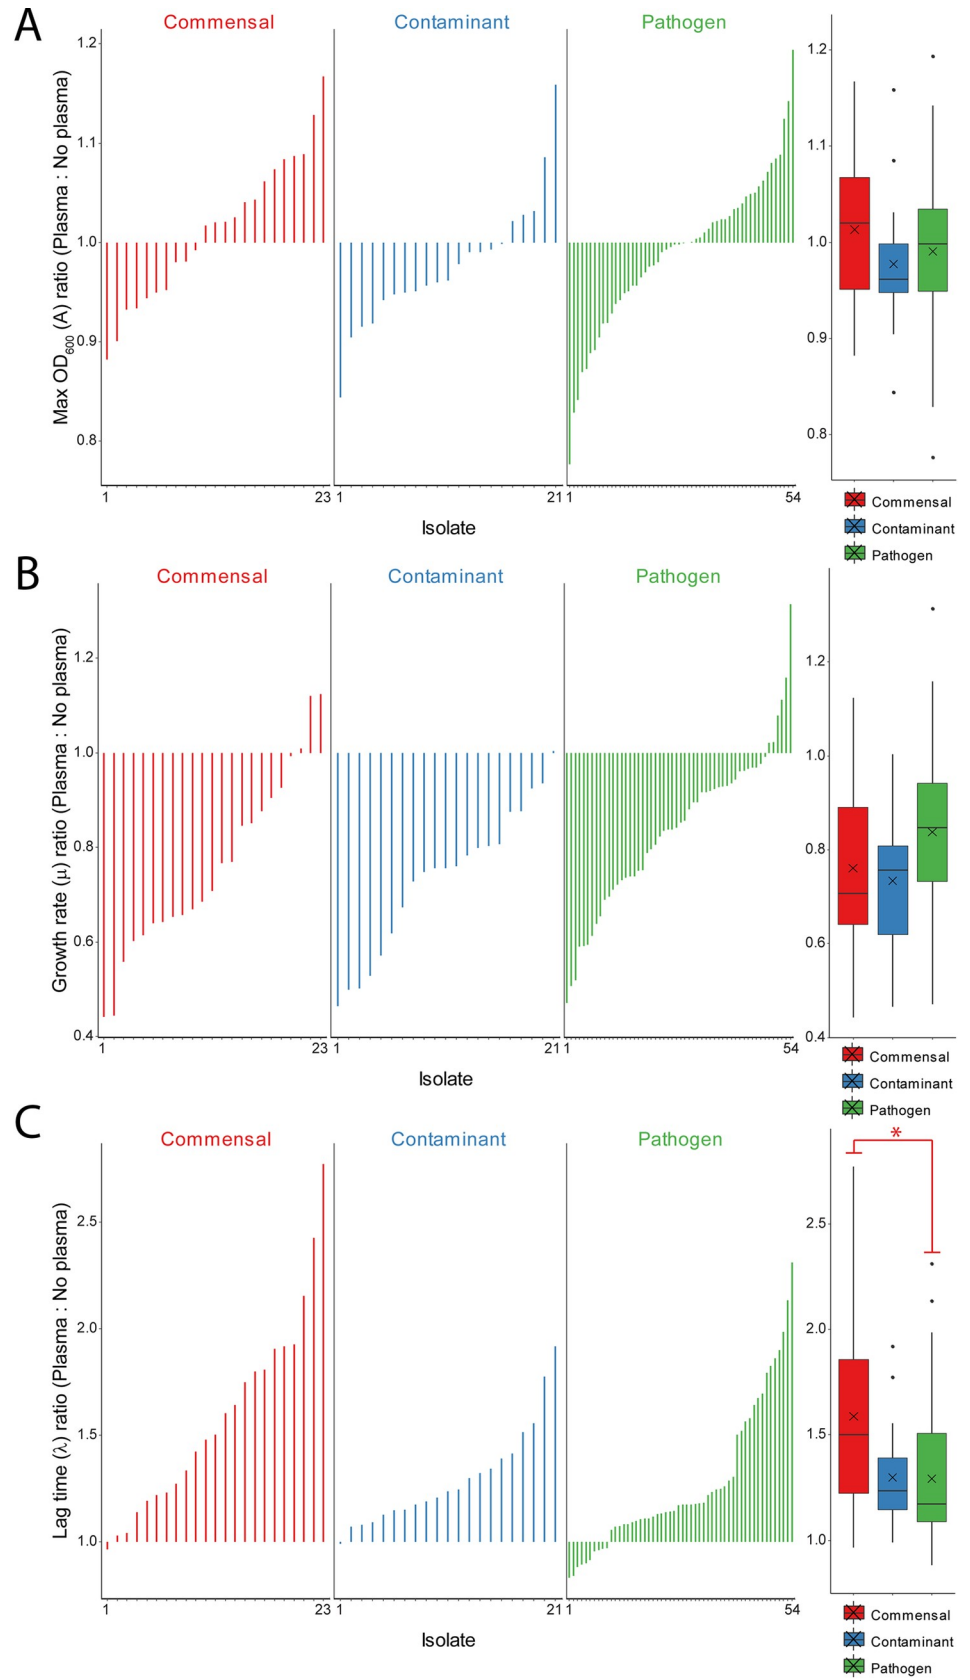 A
Commensal Contaminant Pathogen
Max OD600 (A) ratio (Plasma : No plasma)
1.2
1.1
1.0
0.9
0.8
1 23 1 21 1 54
Isolate
1.2
1.1
1.0
0.9
0.8
Commensal
Contaminant
Pathogen
B
Commensal Contaminant Pathogen
Growth rate (μ) ratio (Plasma : No plasma)
1.2
1.0
0.8
0.6
0.4
1 23 1 21 1 54
Isolate
1.2
1.0
0.8
0.6
0.4
Commensal
Contaminant
Pathogen
C
Commensal Contaminant Pathogen
Lag time (λ) ratio (Plasma : No plasma)
2.5
2.0
1.5
1.0
1 23 1 21 1 54
Isolate
*
2.5
2.0
1.5
1.0
Commensal
Contaminant
Pathogen